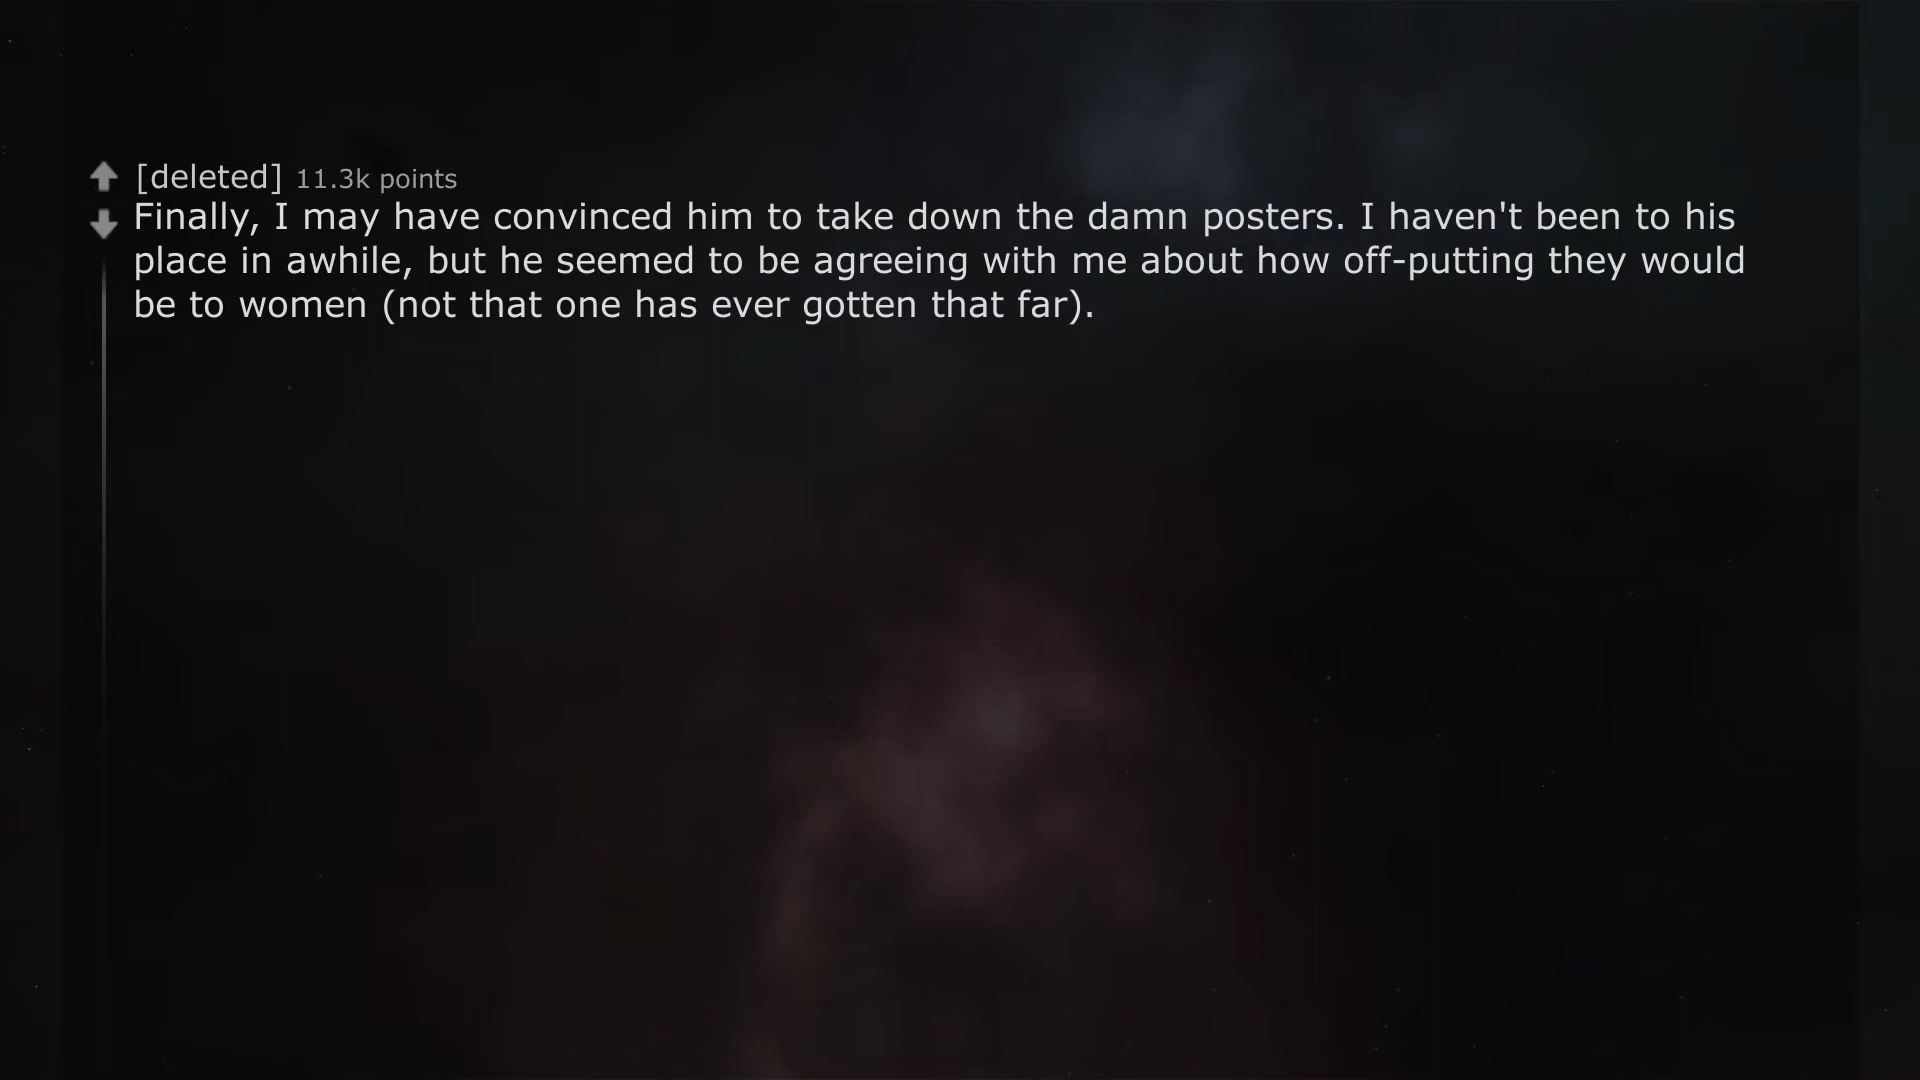 [deleted] 11.3k points
Finally, I may have convinced him to take down the damn posters. I haven't been to his
place in awhile, but he seemed to be agreeing with me about how off-putting they would
be to women (not that one has ever gotten that far).